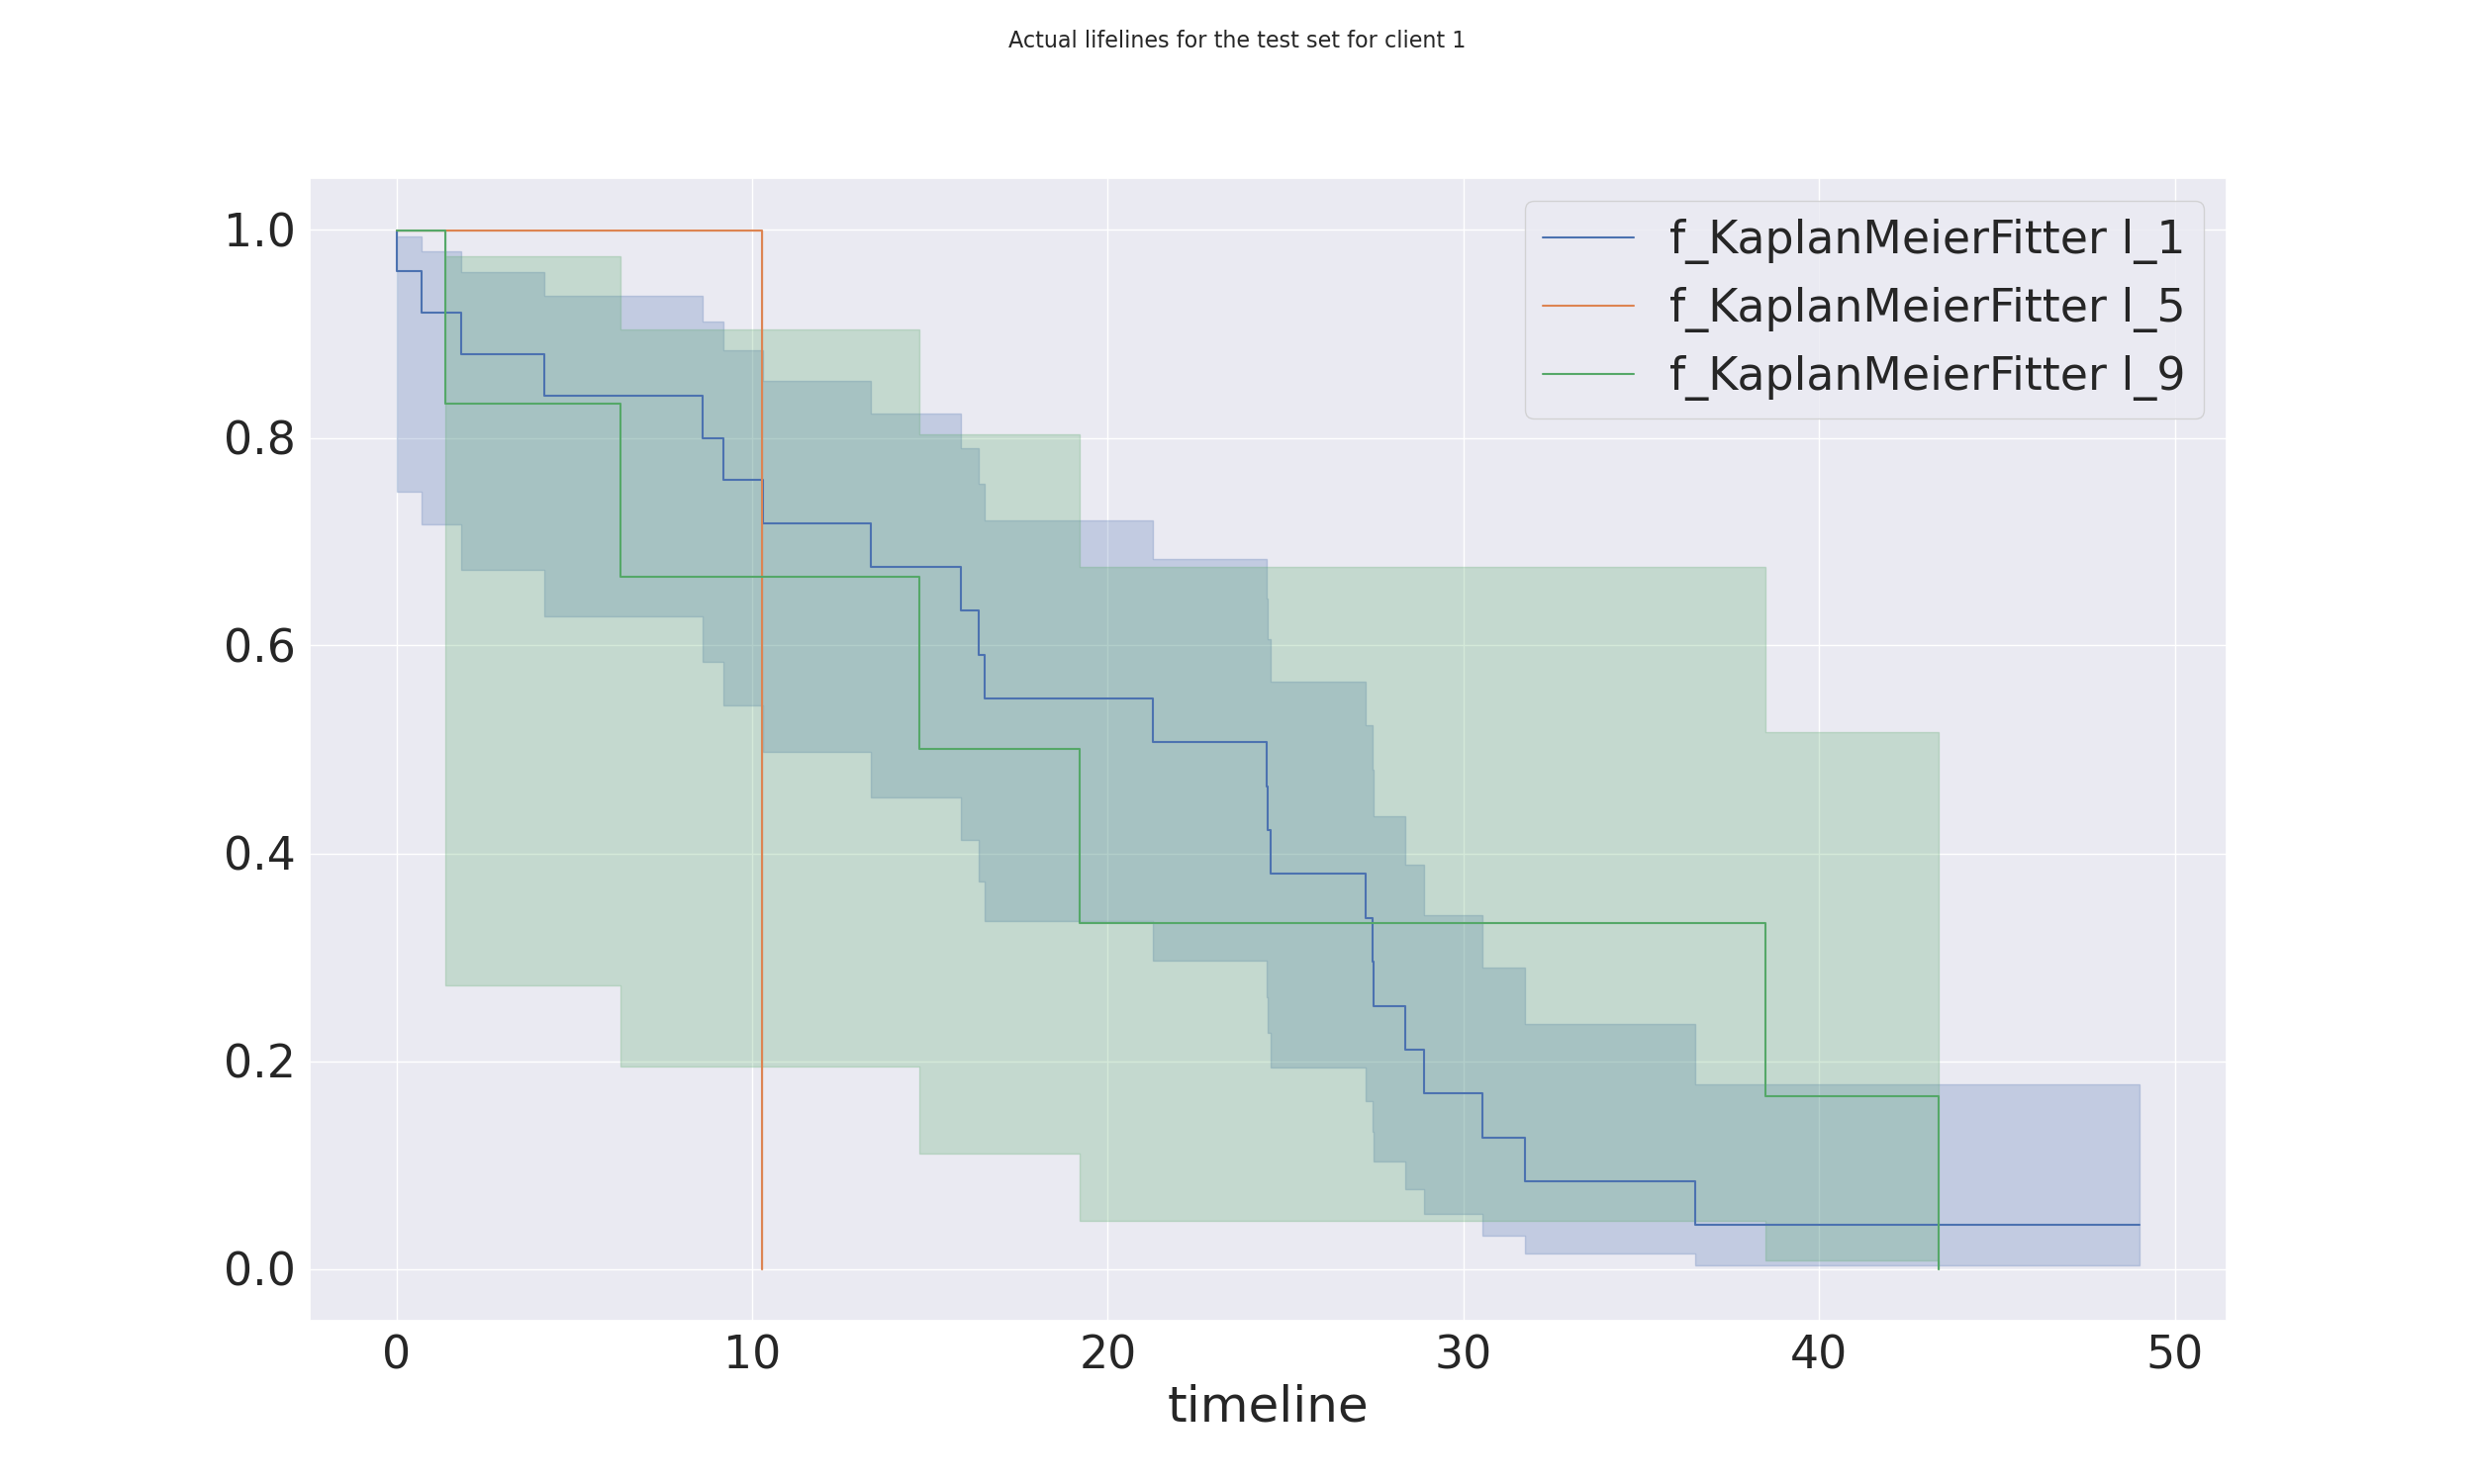 Actual lifelines for the test set for client 1
f_KaplanMeierFitter l_1
f_KaplanMeierFitter l_5
f_KaplanMeierFitter l_9
1.0
0.8
0.6
0.4
0.2
0.0
0 10 20 30 40 50
timeline